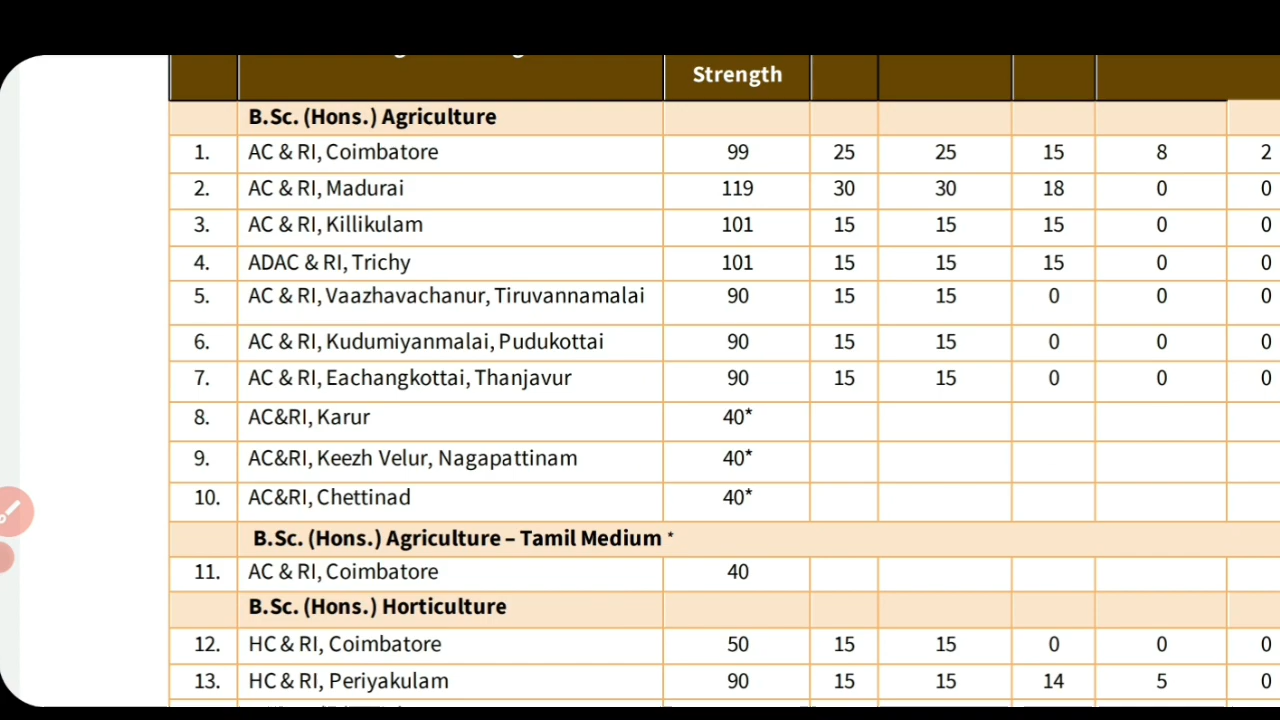 Strength
B.Sc. (Hons.) Agriculture
1. AC & RI, Coimbatore 99 25 25 15 8 2
2. AC & RI, Madurai 119 30 30 18 0 0
3. AC & RI, Killikulam 101 15 15 15 0 0
4. ADAC & RI, Trichy 101 15 15 15 0 0
5. AC & RI, Vaazhavachanur, Tiruvannamalai 90 15 15 0 0 0
6. AC & RI, Kudumiyanmalai, Pudukottai 90 15 15 0 0 0
7. AC & RI, Eachangkottai, Thanjavur 90 15 15 0 0 0
8. AC&RI, Karur 40*
9. AC&RI, Keezh Velur, Nagapattinam 40*
10. AC&RI, Chettinad 40*
B.Sc. (Hons.) Agriculture – Tamil Medium *
11. AC & RI, Coimbatore 40
B.Sc. (Hons.) Horticulture
12. HC & RI, Coimbatore 50 15 15 0 0 0
13. HC & RI, Periyakulam 90 15 15 14 5 0